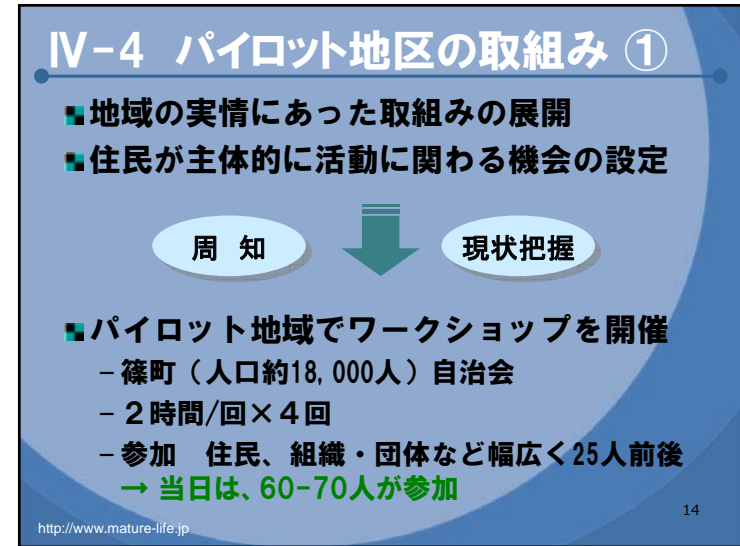 Ⅳ-4 パイロット地区の取組み ①
地域の実情にあった取組みの展開
住民が主体的に活動に関わる機会の設定
周 知
現状把握
パイロット地域でワークショップを開催
－篠町（人口約18,000人）自治会
－２時間/回×４回
－参加　住民、組織・団体など幅広く25人前後
→ 当日は、60-70人が参加
http://www.mature-life.jp
14